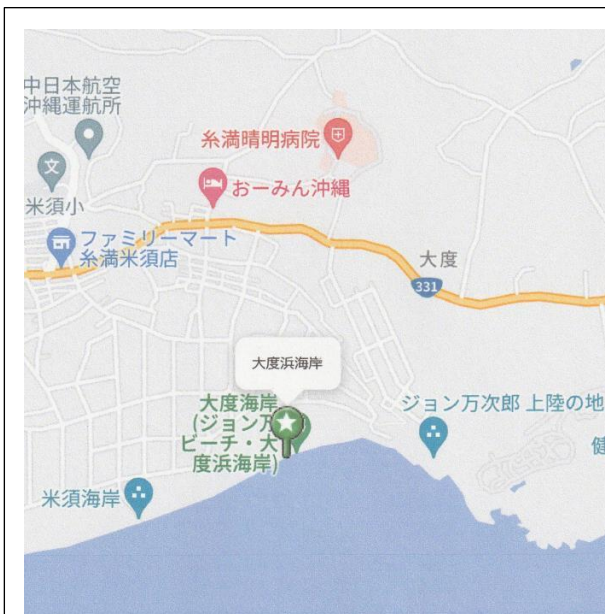 中日本航空
沖縄運航所
糸満晴明病院
おーみん沖縄
米須小
ファミリーマート
糸満米須店
大度
331
大度浜海岸
大度海岸
(ジョン万
ビーチ・大
度浜海岸)
ジョン万次郎 上陸の地
健
米須海岸